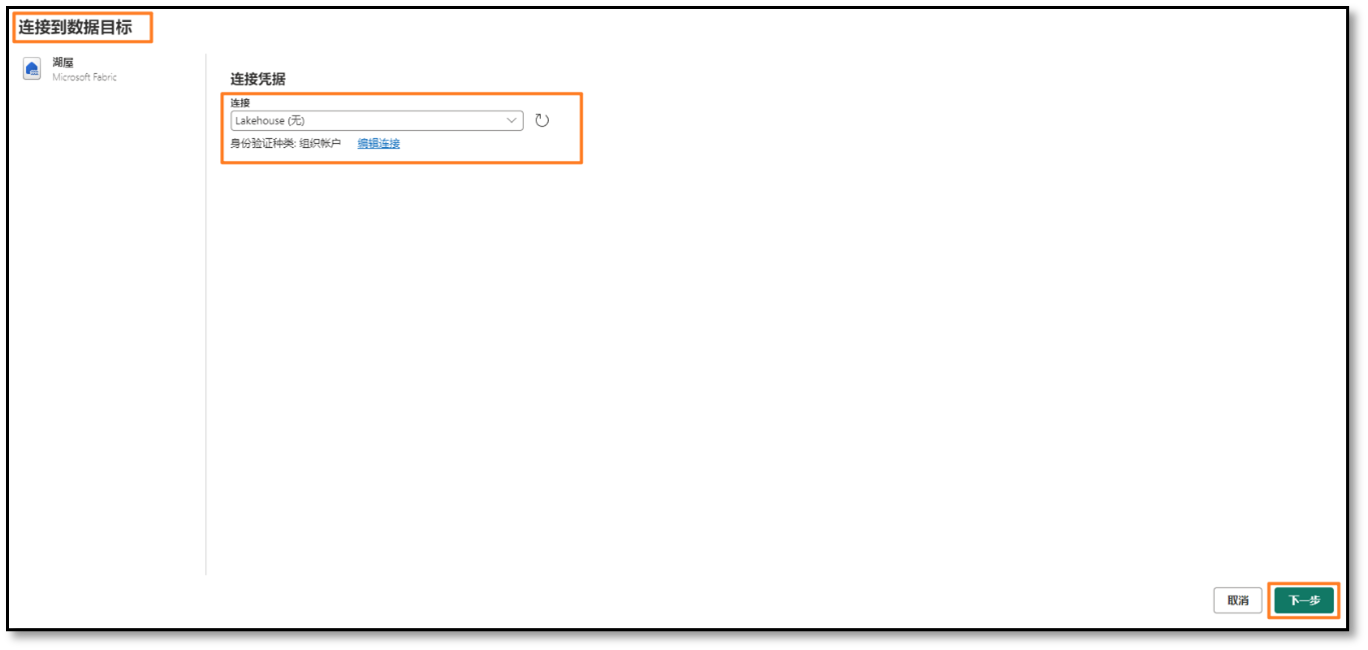 连接到数据目标
湖屋
Microsoft Fabric
连接凭据
连接
Lakehouse (无)
身份验证种类: 组织帐户 编辑连接
取消 下一步